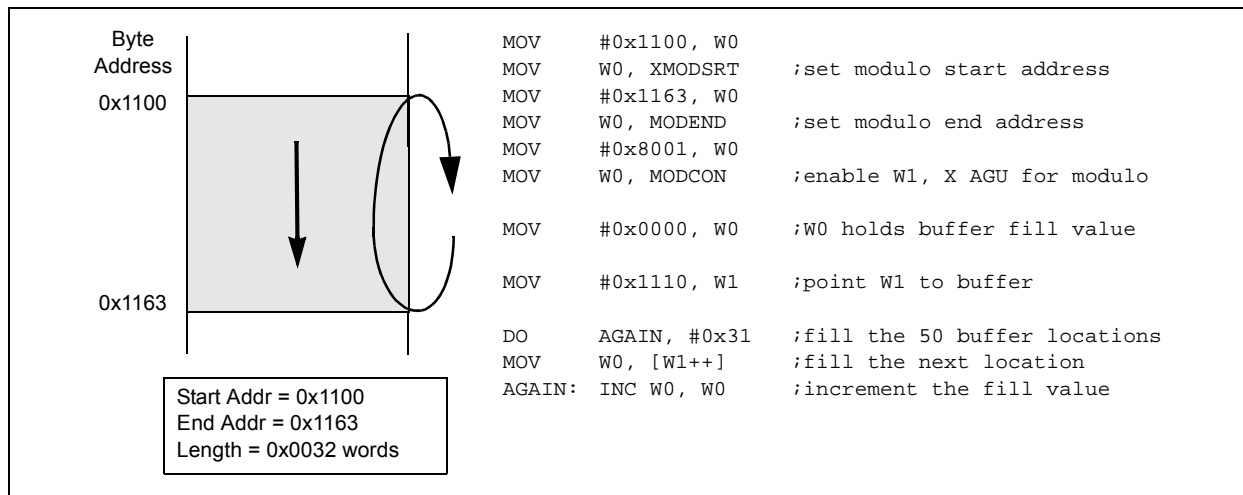 Byte
Address
0x1100
0x1163
Start Addr = 0x1100
End Addr = 0x1163
Length = 0x0032 words
MOV #0x1100, W0
MOV W0, XMODSRT ;set modulo start address
MOV #0x1163, W0
MOV W0, MODEND ;set modulo end address
MOV #0x8001, W0
MOV W0, MODCON ;enable W1, X AGU for modulo
MOV #0x0000, W0 ;W0 holds buffer fill value
MOV #0x1110, W1 ;point W1 to buffer
DO AGAIN, #0x31 ;fill the 50 buffer locations
MOV W0, [W1++] ;fill the next location
AGAIN: INC W0, W0 ;increment the fill value